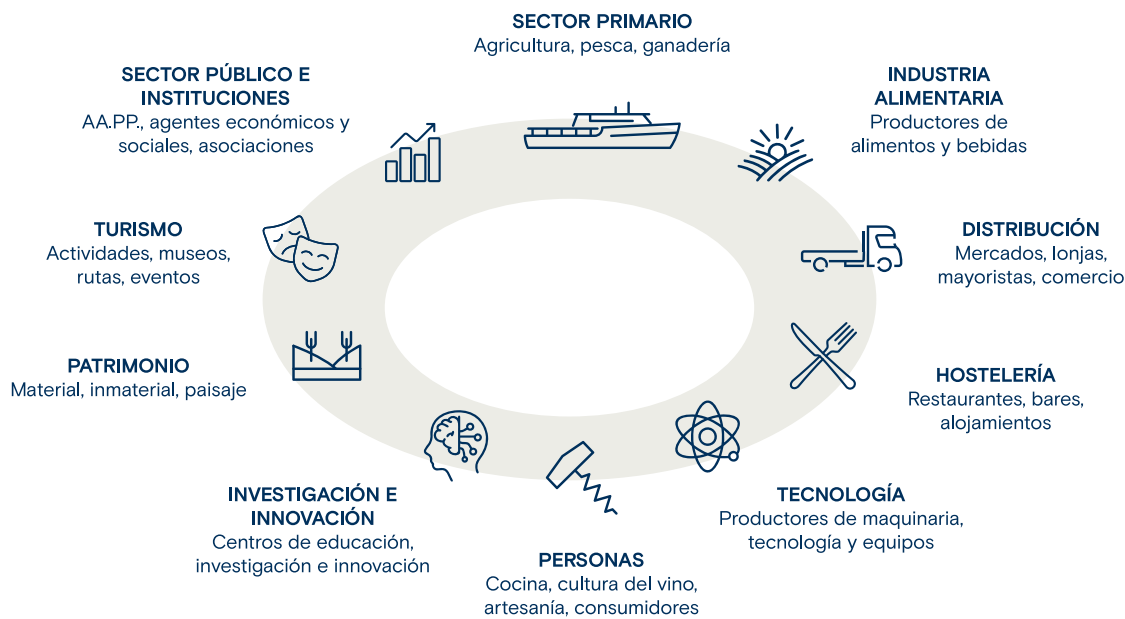 SECTOR PRIMARIO
Agricultura, pesca, ganadería
INDUSTRIA
ALIMENTARIA
Productores de
alimentos y bebidas
DISTRIBUCIÓN
Mercados, lonjas,
mayoristas, comercio
HOSTELERÍA
Restaurantes, bares,
alojamientos
TECNOLOGÍA
Productores de maquinaria,
tecnología y equipos
PERSONAS
Cocina, cultura del vino,
artesanía, consumidores
INVESTIGACIÓN E
INNOVACIÓN
Centros de educación,
investigación e innovación
PATRIMONIO
Material, inmaterial, paisaje
TURISMO
Actividades, museos,
rutas, eventos
SECTOR PÚBLICO E
INSTITUCIONES
AA.PP., agentes económicos y
sociales, asociaciones